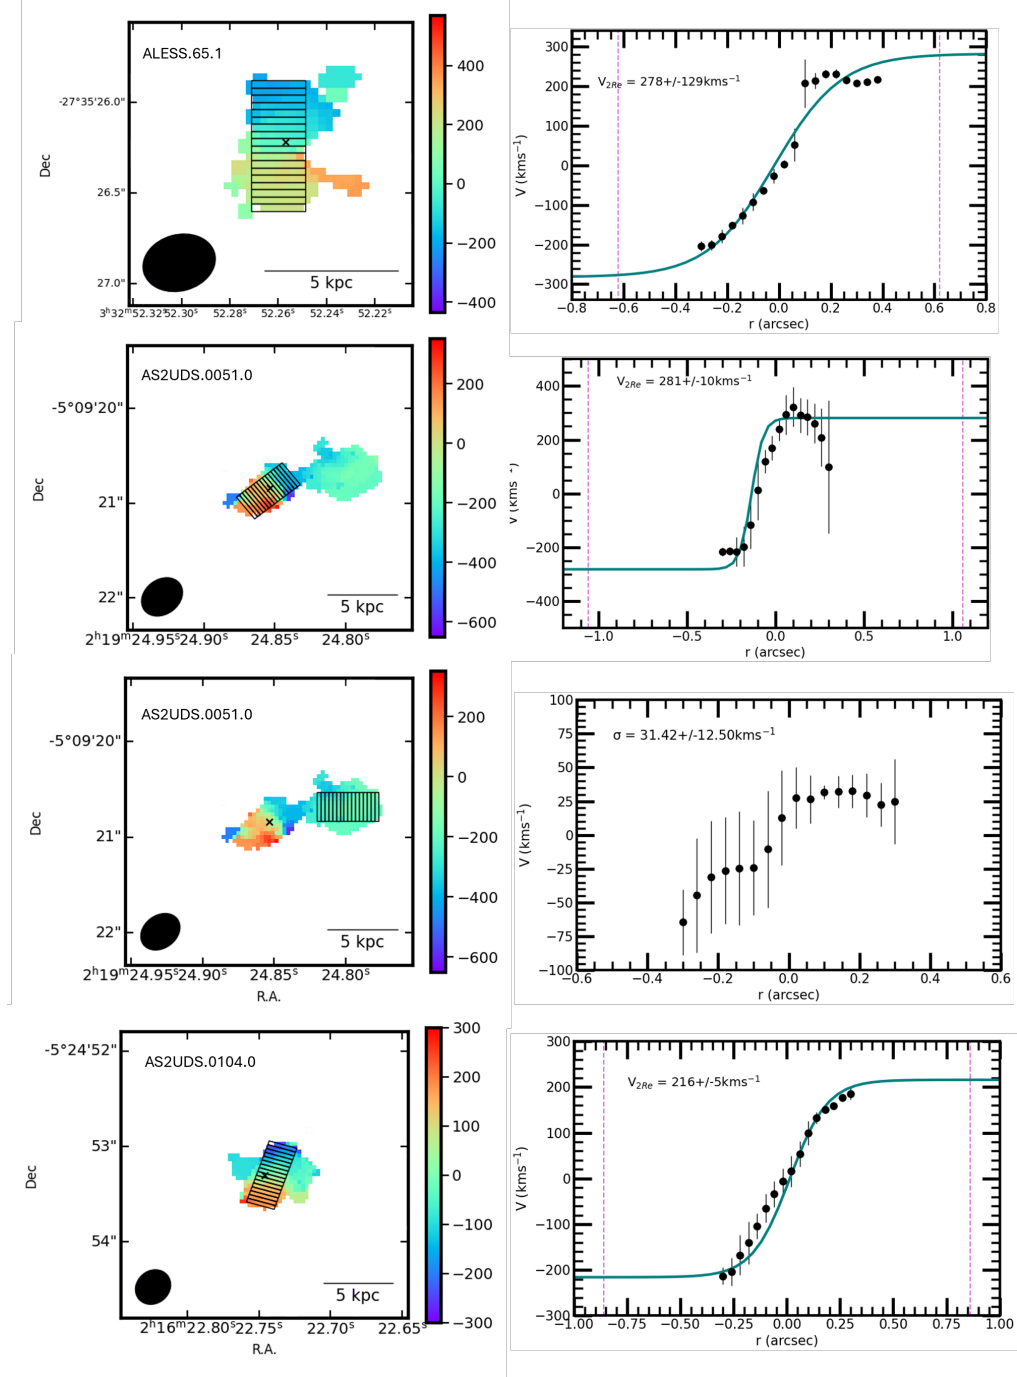 ALESS.65.1
Dec
-27°35'26.0"
26.5"
27.0"
3ʰ32ᵐ52.32ˢ52.30ˢ 52.28ˢ 52.26ˢ 52.24ˢ 52.22ˢ
5 kpc
400
200
0
−200
−400
V2Re = 278+/-129kms⁻¹
V (kms⁻¹)
300
200
100
0
−100
−200
−300
−0.8 −0.6 −0.4 −0.2 0.0 0.2 0.4 0.6 0.8
r (arcsec)
AS2UDS.0051.0
Dec
-5°09'20"
21"
22"
2ʰ19ᵐ24.95ˢ24.90ˢ 24.85ˢ 24.80ˢ
5 kpc
200
0
−200
−400
−600
V2Re = 281+/-10kms⁻¹
400
200
0
−200
−400
−1.0 −0.5 0.0 0.5 1.0
r (arcsec)
AS2UDS.0051.0
Dec
-5°09'20"
21"
22"
2ʰ19ᵐ24.95ˢ24.90ˢ 24.85ˢ 24.80ˢ
R.A.
5 kpc
200
0
−200
−400
−600
σ = 31.42+/-12.50kms⁻¹
V (kms⁻¹)
100
75
50
25
0
−25
−50
−75
−100
−0.6 −0.4 −0.2 0.0 0.2 0.4 0.6
r (arcsec)
AS2UDS.0104.0
Dec
-5°24'52"
53"
54"
2ʰ16ᵐ22.80ˢ22.75ˢ 22.70ˢ 22.65ˢ
R.A.
5 kpc
300
200
100
0
−100
−200
−300
V2Re = 216+/-5kms⁻¹
V (kms⁻¹)
300
200
100
0
−100
−200
−300
−1.00 −0.75 −0.50 −0.25 0.00 0.25 0.50 0.75 1.00
r (arcsec)